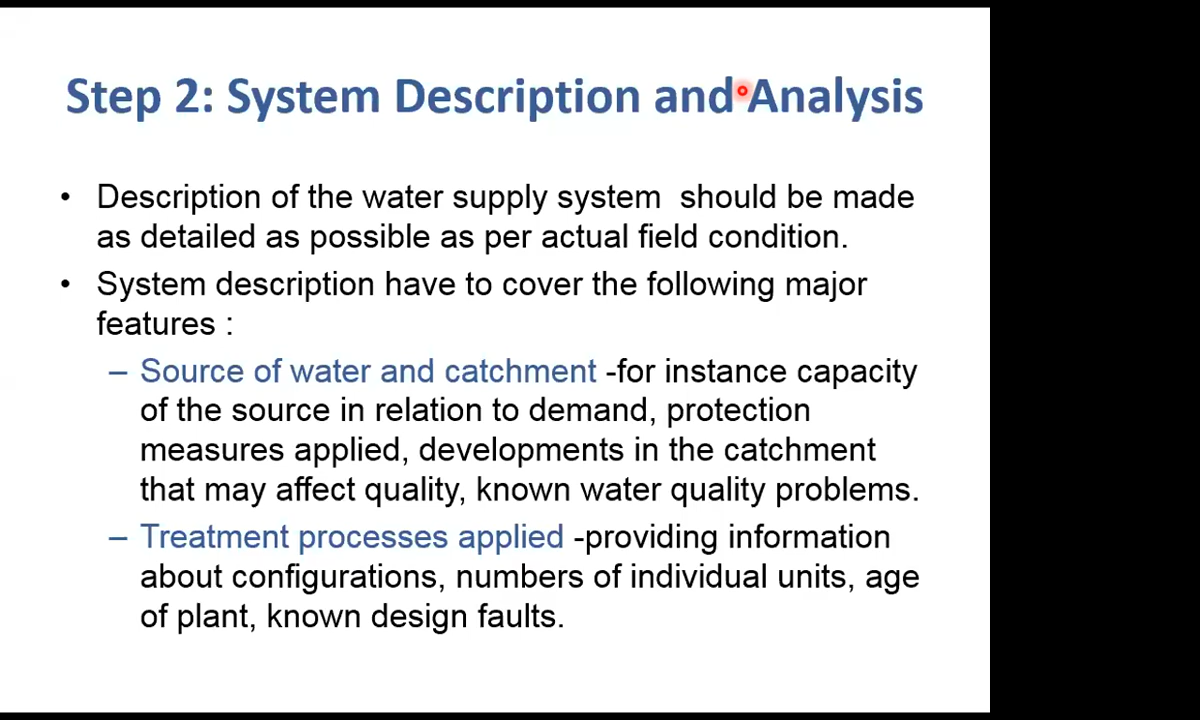 Step 2: System Description and Analysis
• Description of the water supply system should be made
as detailed as possible as per actual field condition.
• System description have to cover the following major
features :
– Source of water and catchment -for instance capacity
of the source in relation to demand, protection
measures applied, developments in the catchment
that may affect quality, known water quality problems.
– Treatment processes applied -providing information
about configurations, numbers of individual units, age
of plant, known design faults.